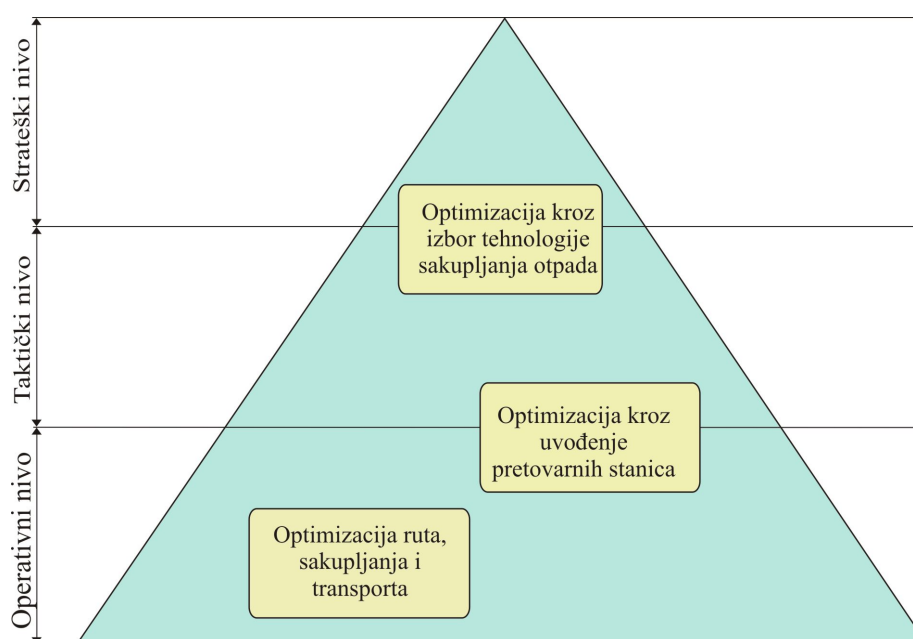 Strateški nivo
Optimizacija kroz
izbor tehnologije
sakupljanja otpada
Taktički nivo
Optimizacija kroz
uvođenje
pretovarnih stanica
Operativni nivo
Optimizacija ruta,
sakupljanja i
transporta